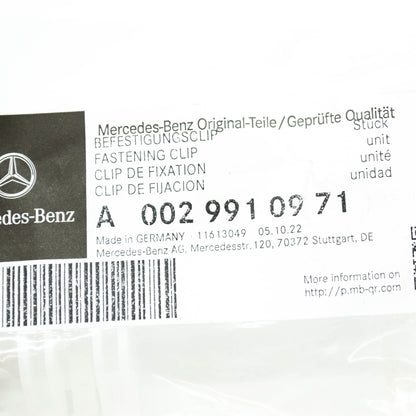 Mercedes-Benz Original-Teile/Geprüfte Qualität
BEFESTIGUNGSCLIP Stück
FASTENING CLIP unit
CLIP DE FIXATION unité
CLIP DE FIJACION unidad
edes-Benz
A 002 991 09 71
Made in GERMANY · 11613049 05.10.22
Mercedes-Benz AG, Mercedesstr.120, 70372 Stuttgart, DE
More information on
http://p.mb-qr.com/